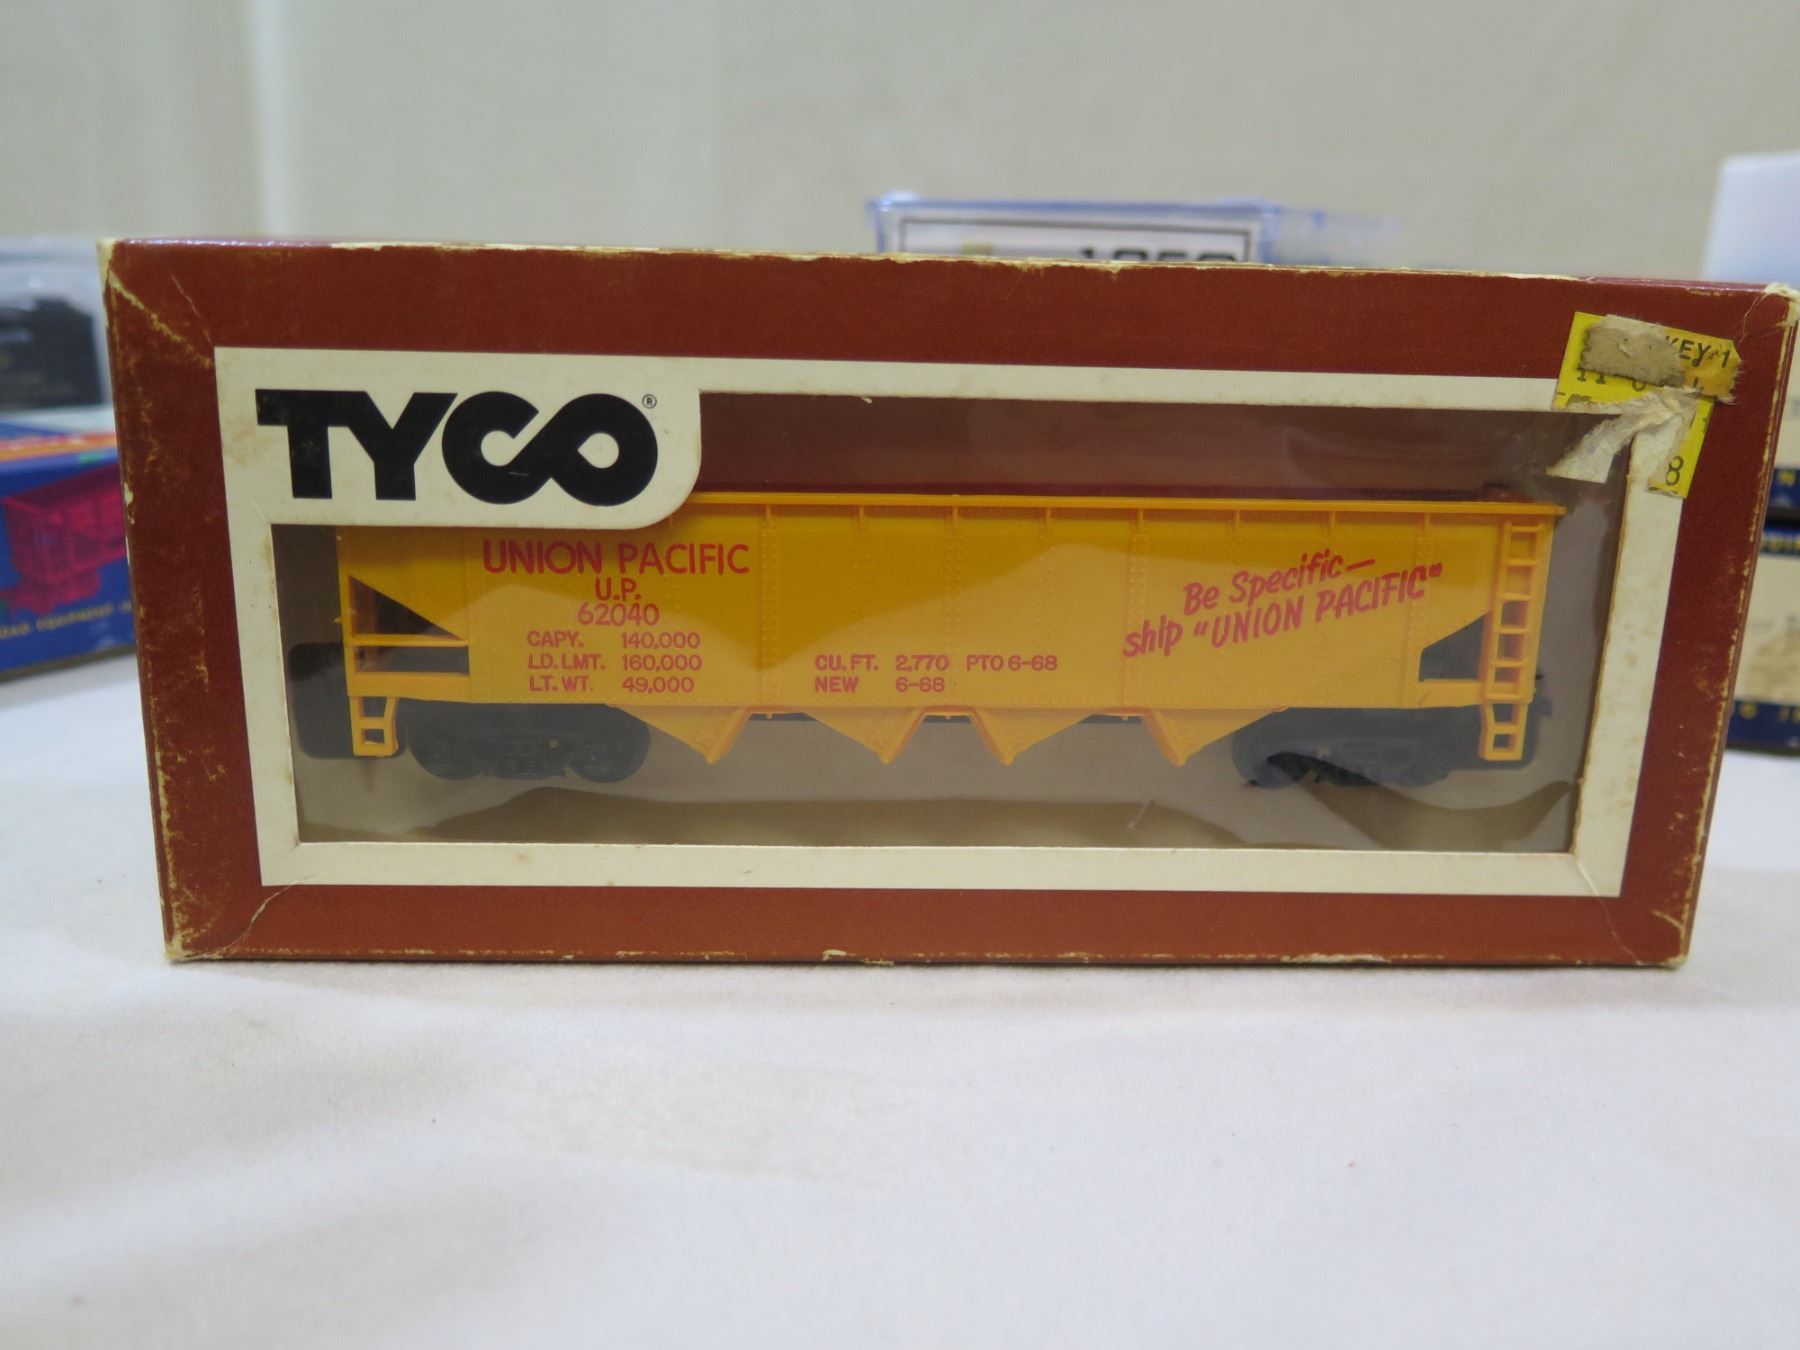 TYCO®
UNION PACIFIC
U.P.
62040
CAPY. 140,000
LD. LMT. 160,000
LT. WT. 49,000
CU. FT. 2,770 PTO 6-68
NEW 6-68
Be Specific—
ship "UNION PACIFIC"
8